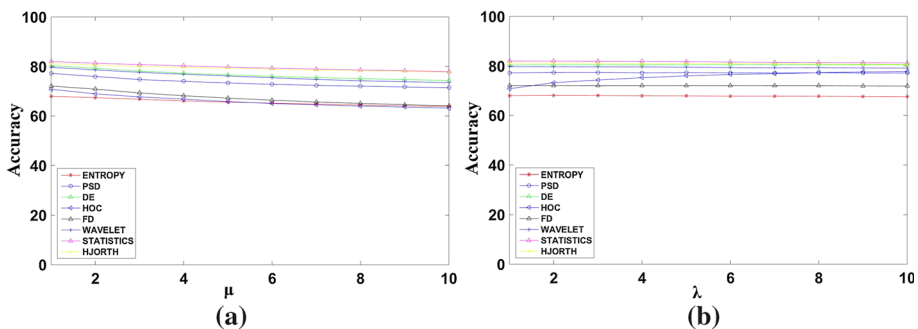 100
80
60
40
20
0
Accuracy
ENTROPY
PSD
DE
HOC
FD
WAVELET
STATISTICS
HJORTH
2 4 6 8 10
μ
(a)
100
80
60
40
20
0
Accuracy
ENTROPY
PSD
DE
HOC
FD
WAVELET
STATISTICS
HJORTH
2 4 6 8 10
λ
(b)